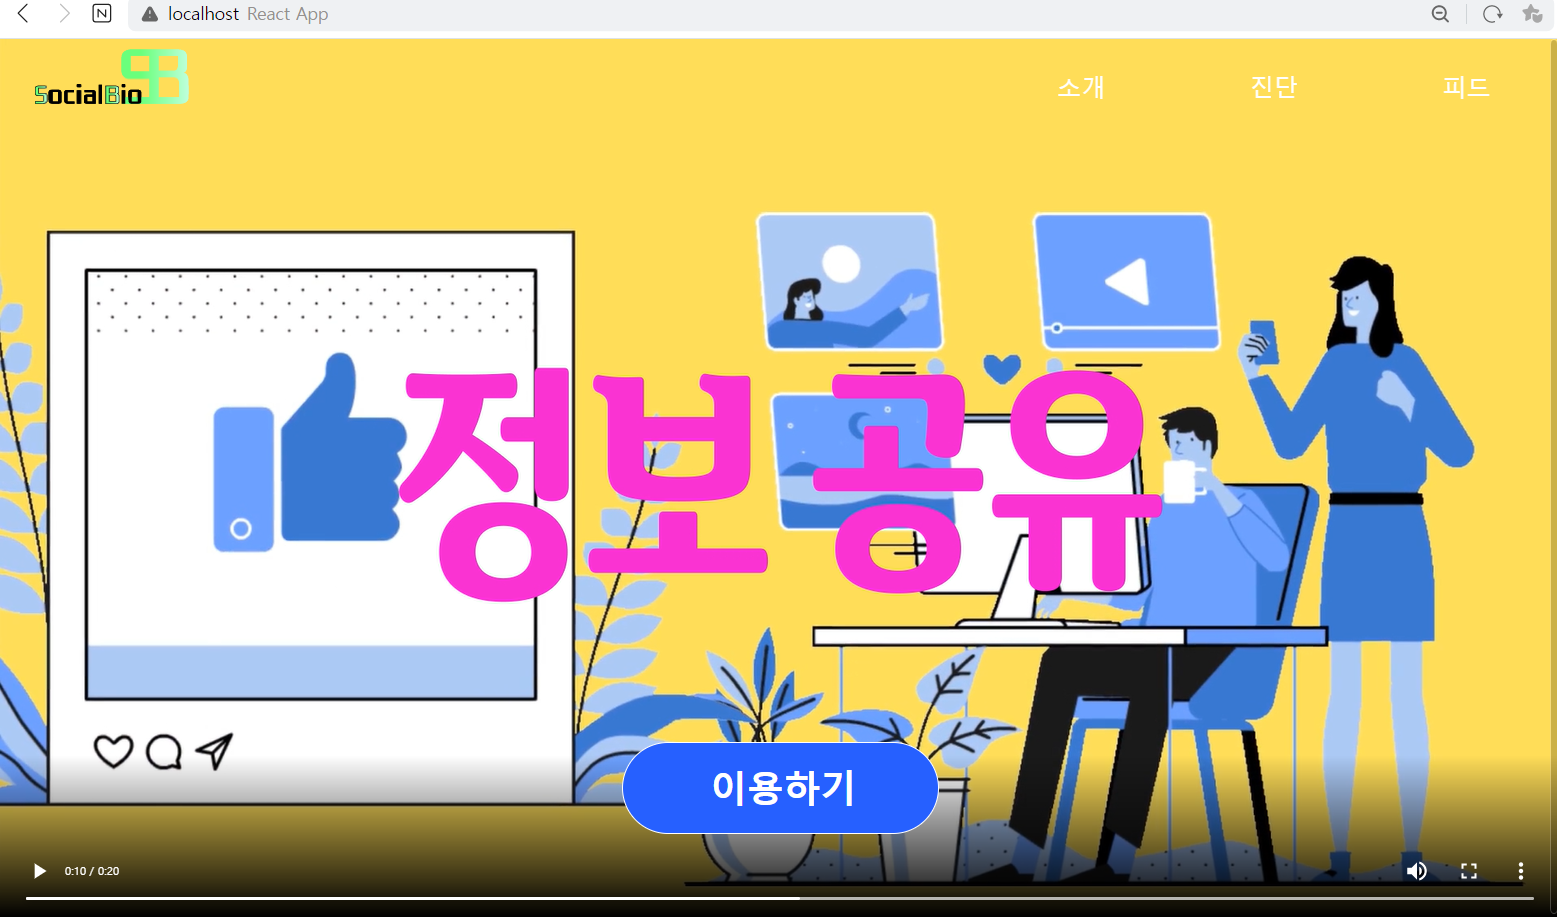 localhost React App
SocialBio
소개 진단 피드
정보 공유
이용하기
0:10 / 0:20